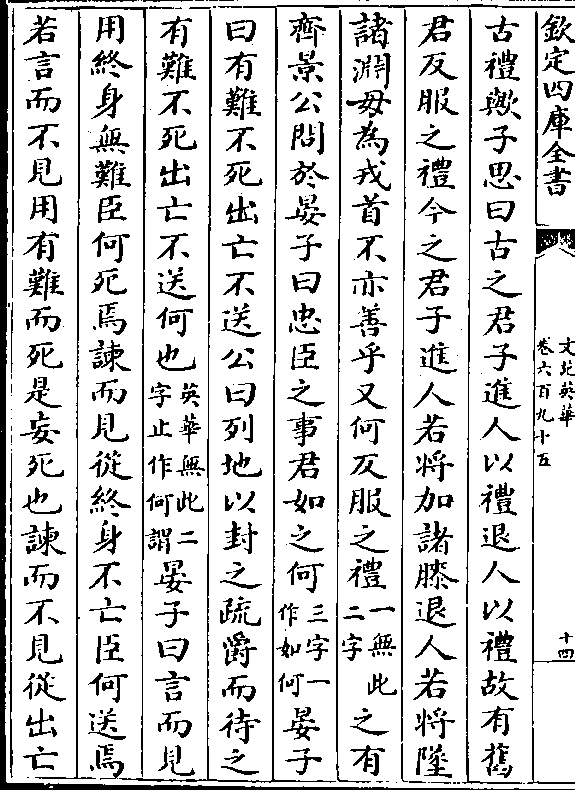 欽定四庫全書
文苑英華
卷六百九十五
十四
古禮歟子思曰古之君子進人以禮退人以禮故有舊
君反服之禮今之君子進人若將加諸膝退人若將隊
諸淵毋為戎首不亦善乎又何反服之禮一無此二字之有
齊景公問於晏子曰忠臣之事君如之何三字一作如何晏子
曰有難不死出亡不送公曰列地以封之疏爵而待之
有難不死出亡不送何也英華無此二字止作何謂晏子曰言而見
用終身無難臣何死焉諫而見從終身不亡臣何送焉
若言而不見用有難而死是妄死也諫而不見從出亡